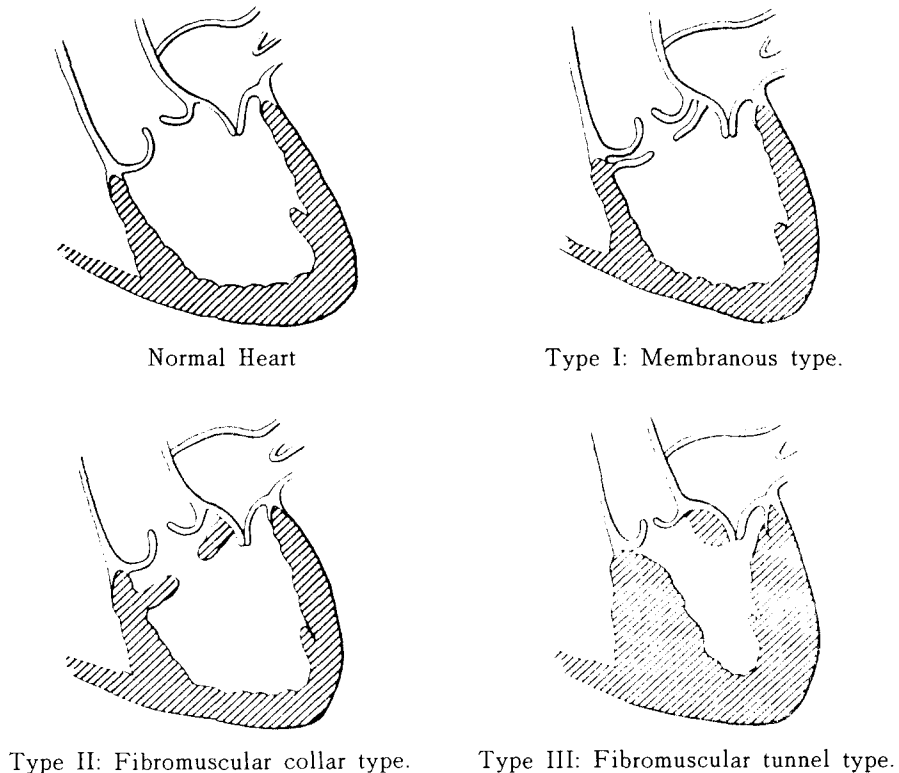 Normal Heart
Type I: Membranous type.
Type II: Fibromuscular collar type.
Type III: Fibromuscular tunnel type.